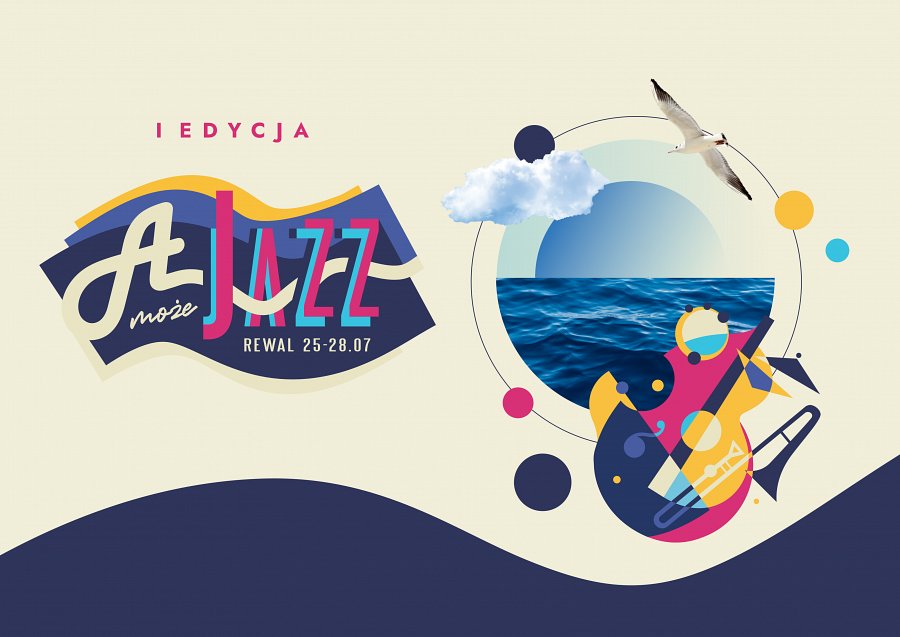 I EDYCJA
A
może
JAZZ
REWAL 25-28.07